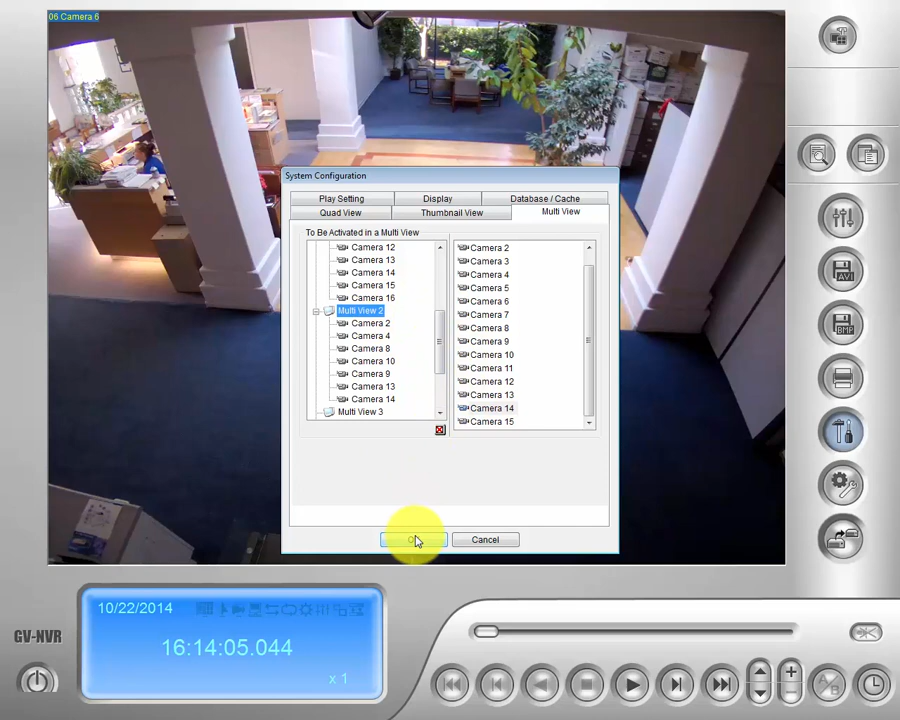 06 Camera 6
System Configuration
Play Setting
Display
Database / Cache
Quad View
Thumbnail View
Multi View
To Be Activated in a Multi View
Camera 12
Camera 13
Camera 14
Camera 15
Camera 16
Multi View 2
Camera 2
Camera 4
Camera 8
Camera 10
Camera 9
Camera 13
Camera 14
Multi View 3
Camera 2
Camera 3
Camera 4
Camera 5
Camera 6
Camera 7
Camera 8
Camera 9
Camera 10
Camera 11
Camera 12
Camera 13
Camera 14
Camera 15
Cancel
AVI
BMP
10/22/2014
GV-NVR
16:14:05.044
x 1
A/B